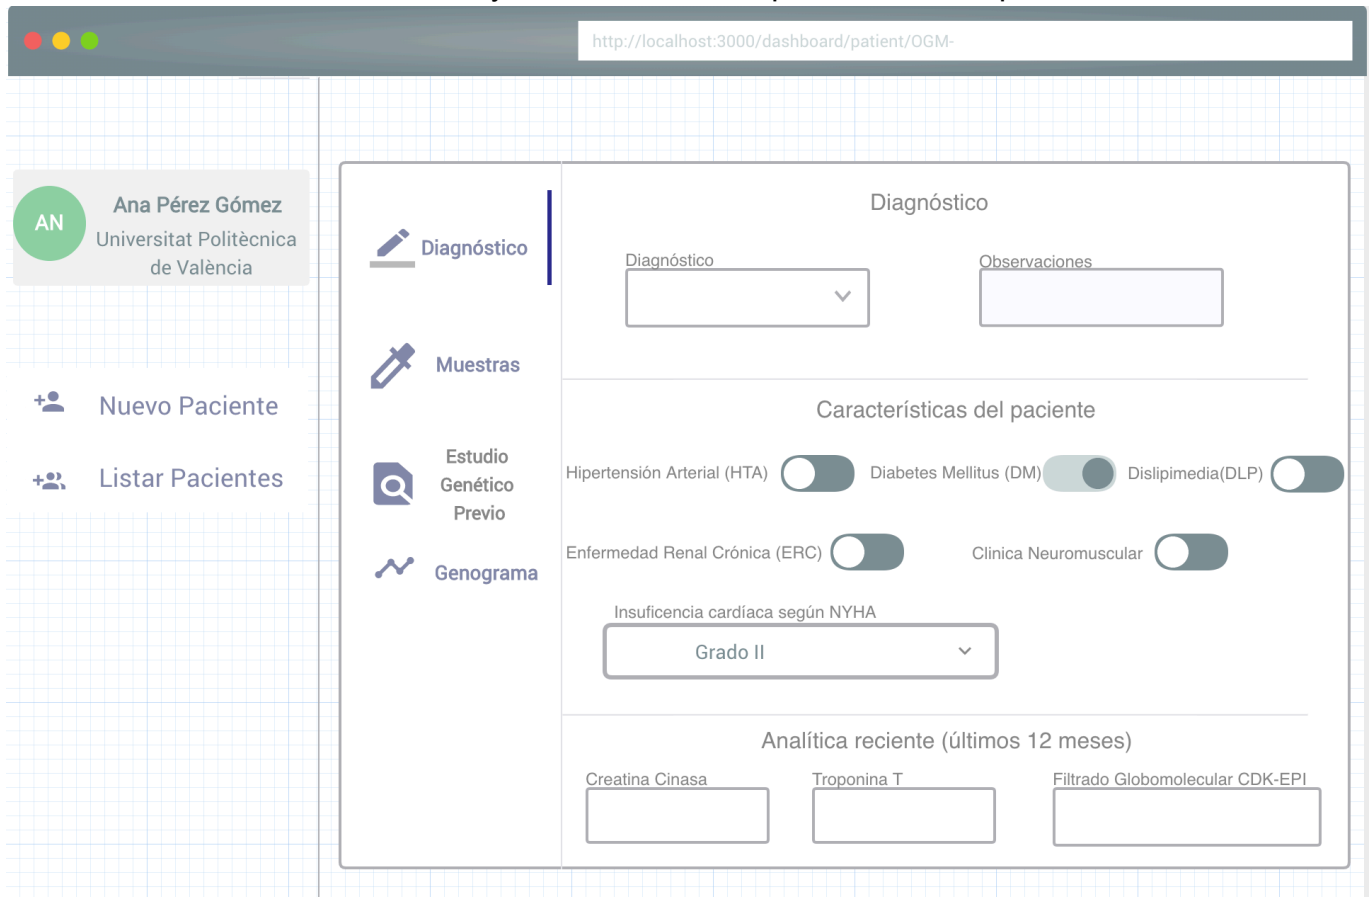 http://localhost:3000/dashboard/patient/OGM-
AN
Ana Pérez Gómez
Universitat Politècnica
de València
Nuevo Paciente
Listar Pacientes
Diagnóstico
Muestras
Estudio
Genético
Previo
Genograma
Diagnóstico
Diagnóstico
Observaciones
Características del paciente
Hipertensión Arterial (HTA)
Diabetes Mellitus (DM)
Dislipimedia(DLP)
Enfermedad Renal Crónica (ERC)
Clinica Neuromuscular
Insuficencia cardíaca según NYHA
Grado II
Analítica reciente (últimos 12 meses)
Creatina Cinasa
Troponina T
Filtrado Globomolecular CDK-EPI